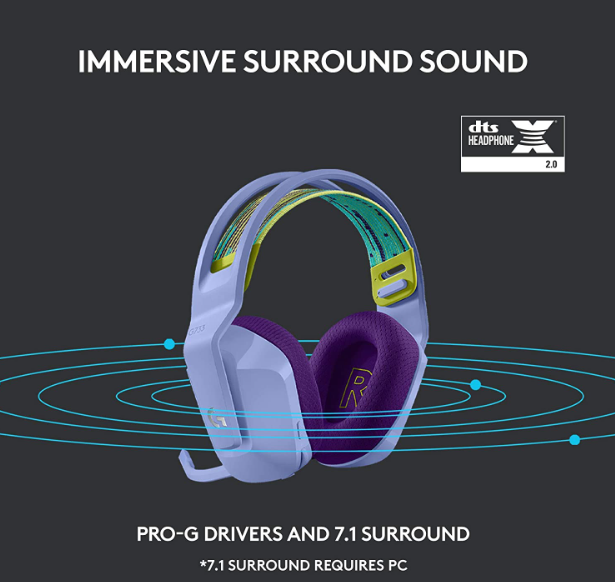 IMMERSIVE SURROUND SOUND
dts
HEADPHONE X
2.0
R
G
PRO-G DRIVERS AND 7.1 SURROUND
*7.1 SURROUND REQUIRES PC